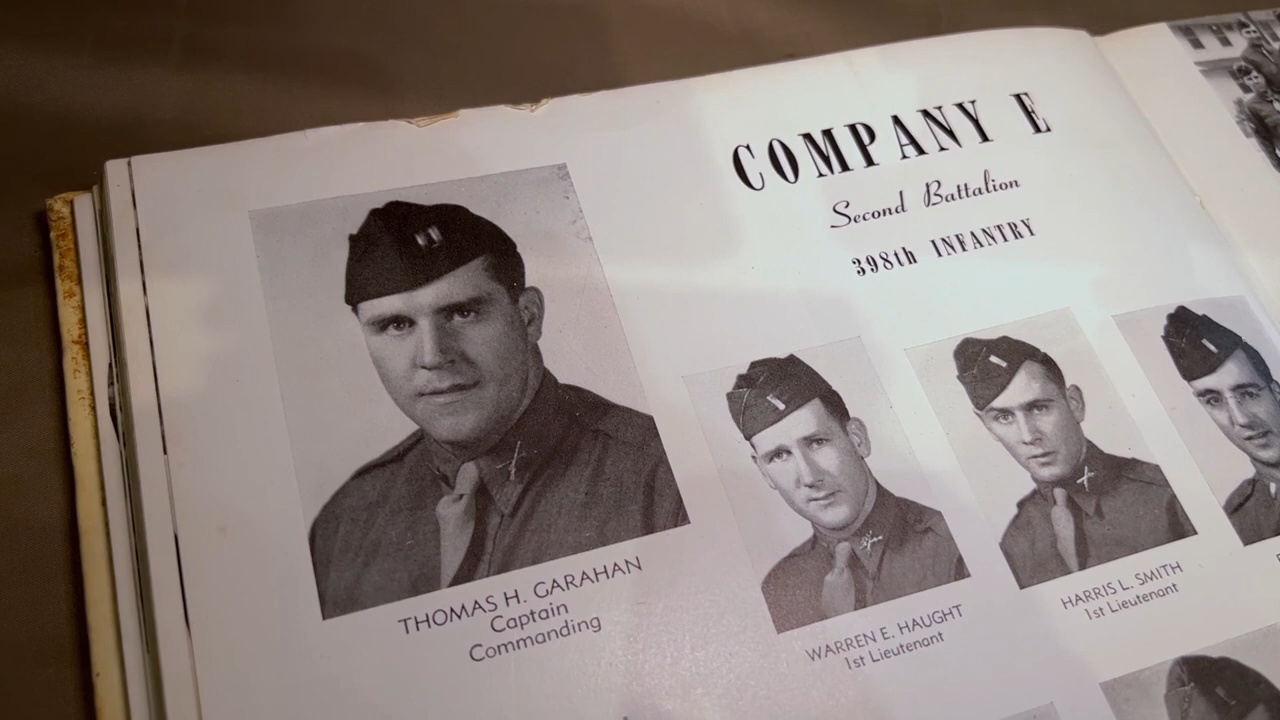 COMPANY E
Second Battalion
398th INFANTRY
THOMAS H. GARAHAN
Captain
Commanding
WARREN E. HAUGHT
1st Lieutenant
HARRIS L. SMITH
1st Lieutenant